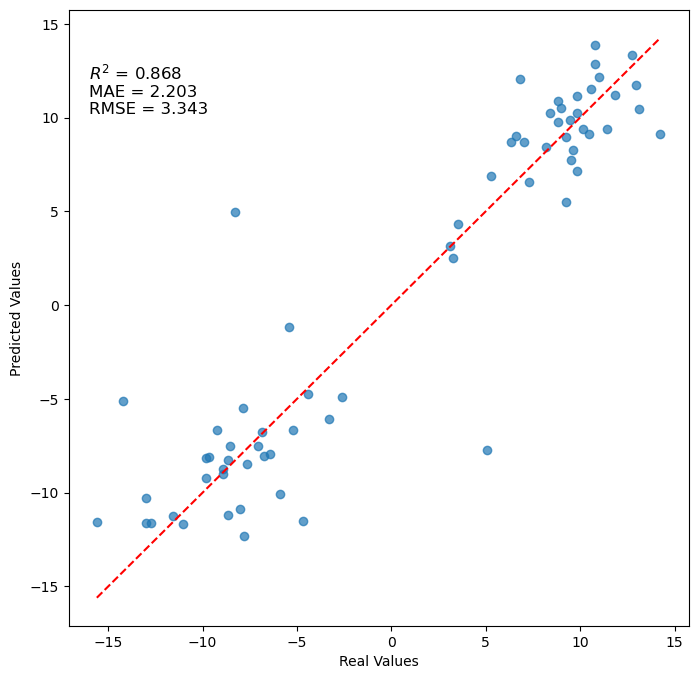 R² = 0.868
MAE = 2.203
RMSE = 3.343
15
10
5
0
−5
−10
−15
Predicted Values
−15 −10 −5 0 5 10 15
Real Values